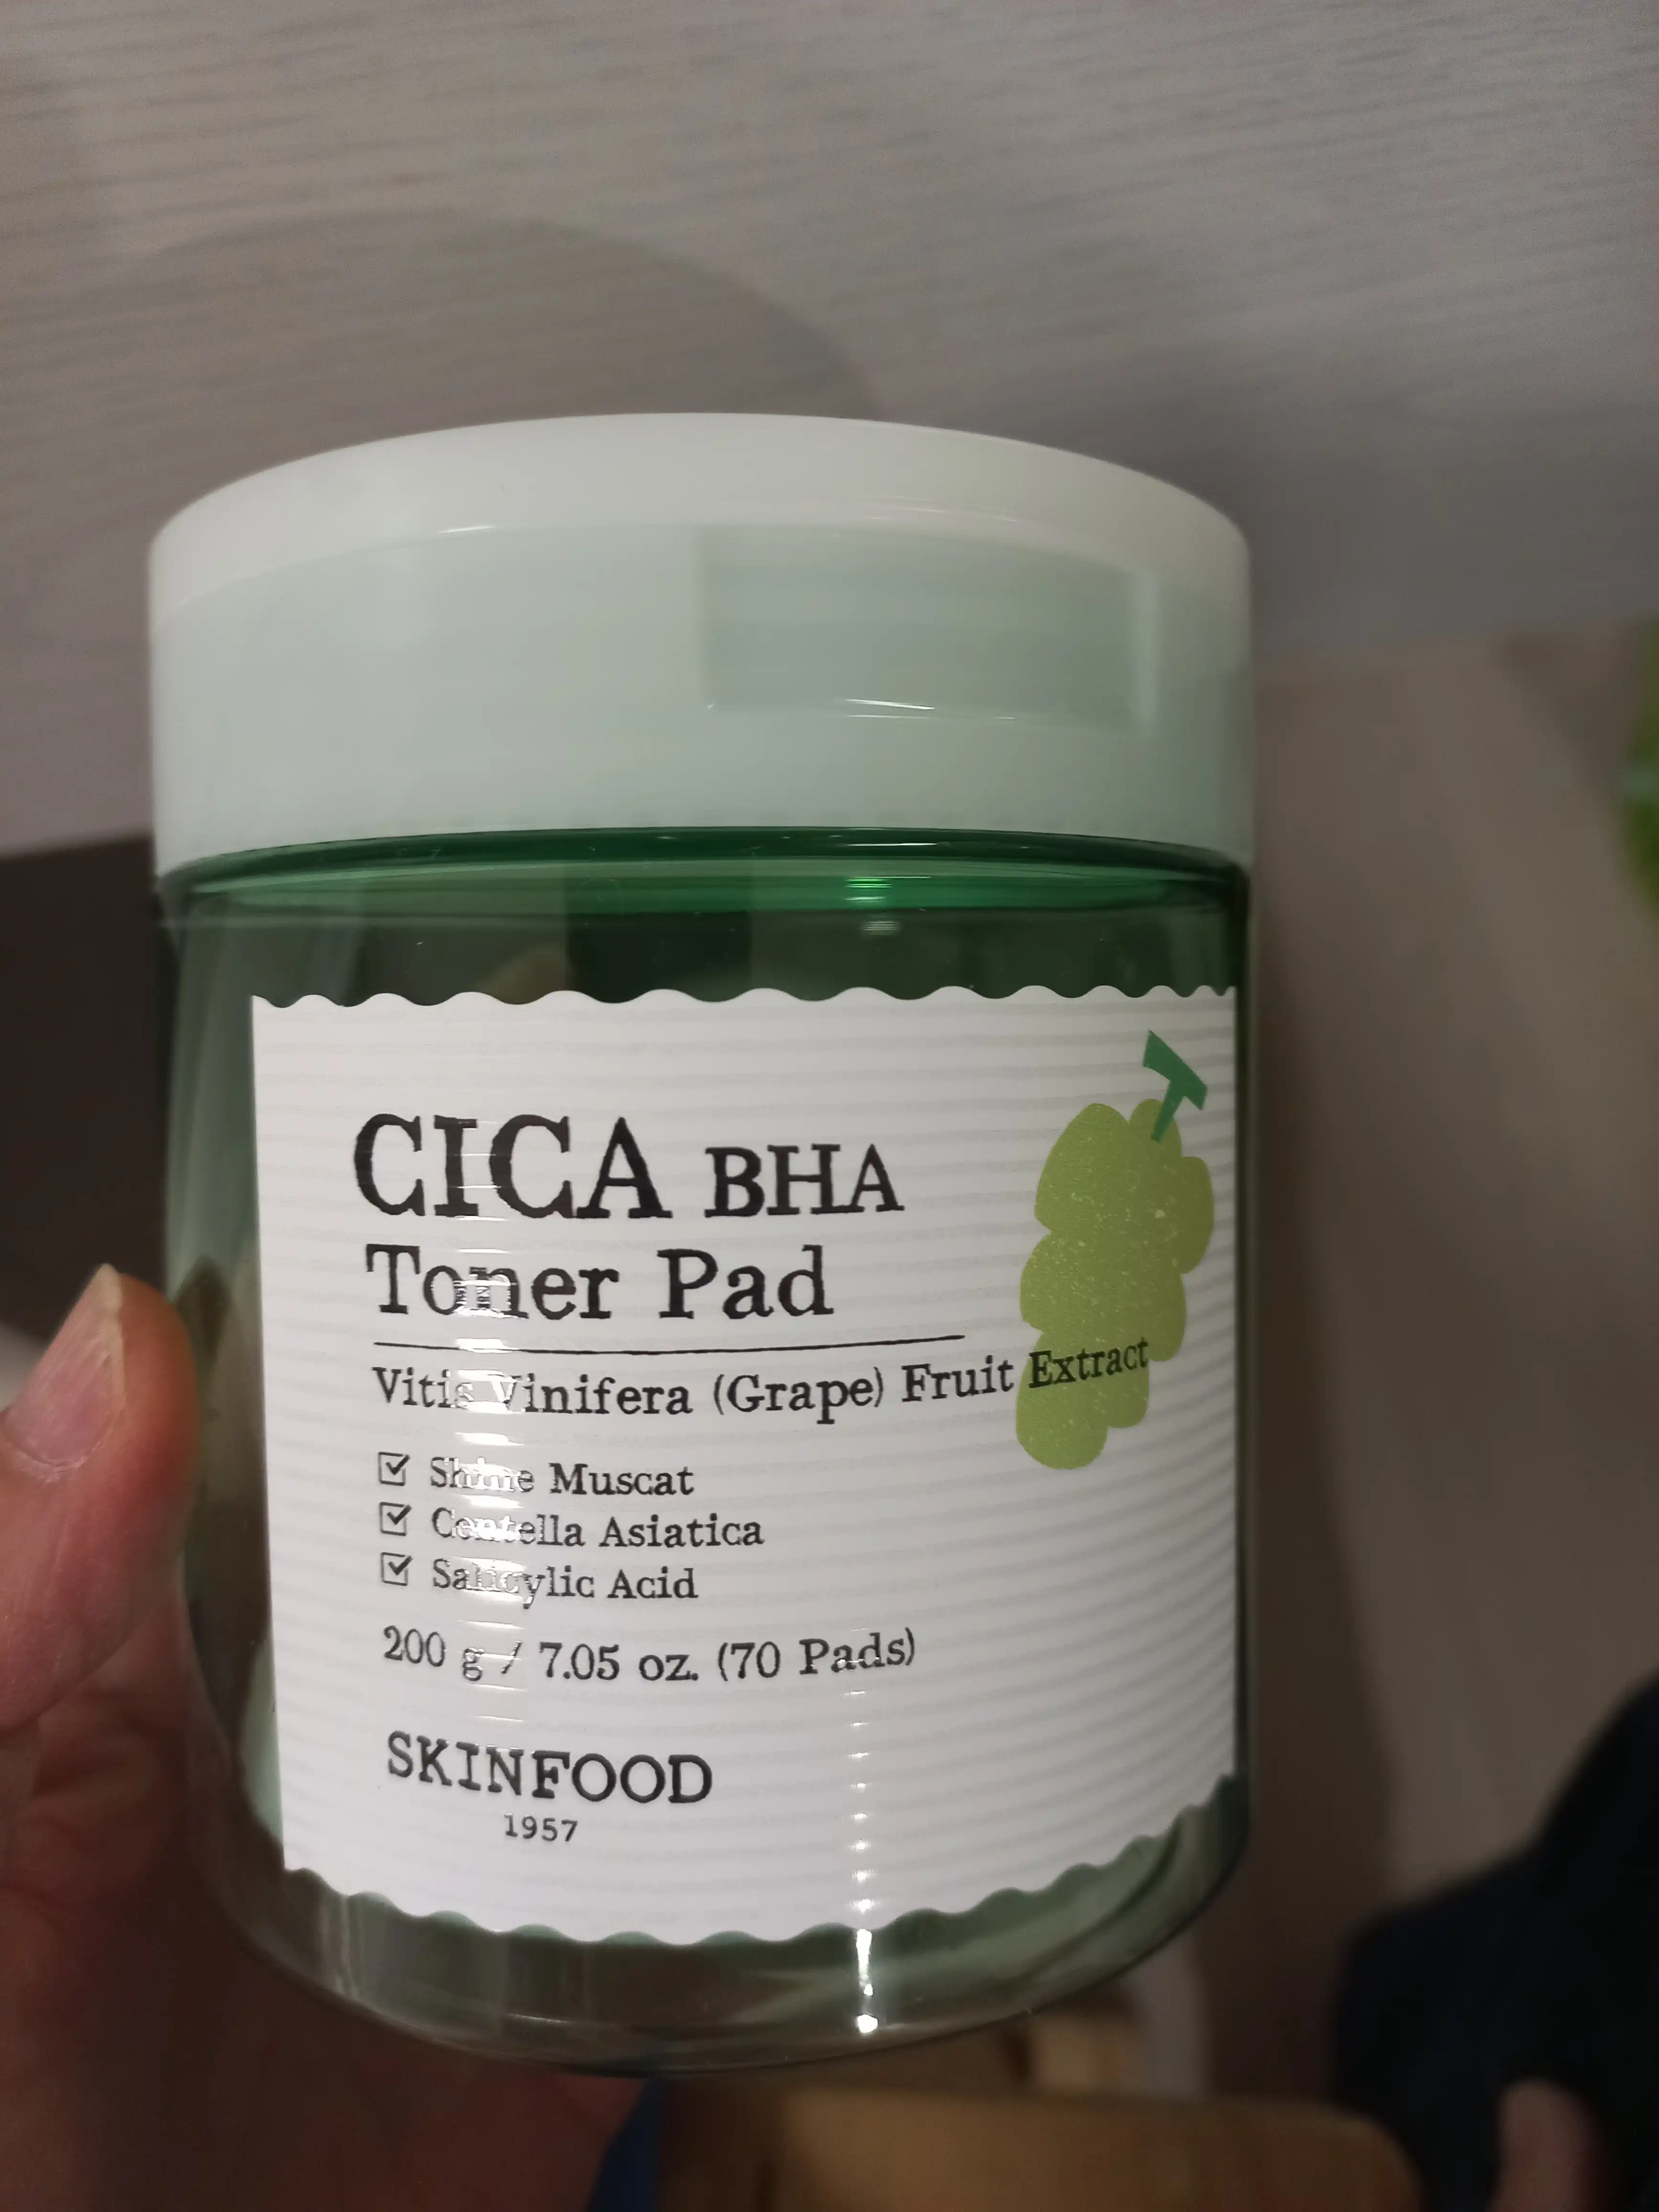 CICA BHA
Toner Pad
Vitis Vinifera (Grape) Fruit Extract
☑ Shine Muscat
☑ Centella Asiatica
☑ Salicylic Acid
200 g / 7.05 oz. (70 Pads)
SKINFOOD
1957